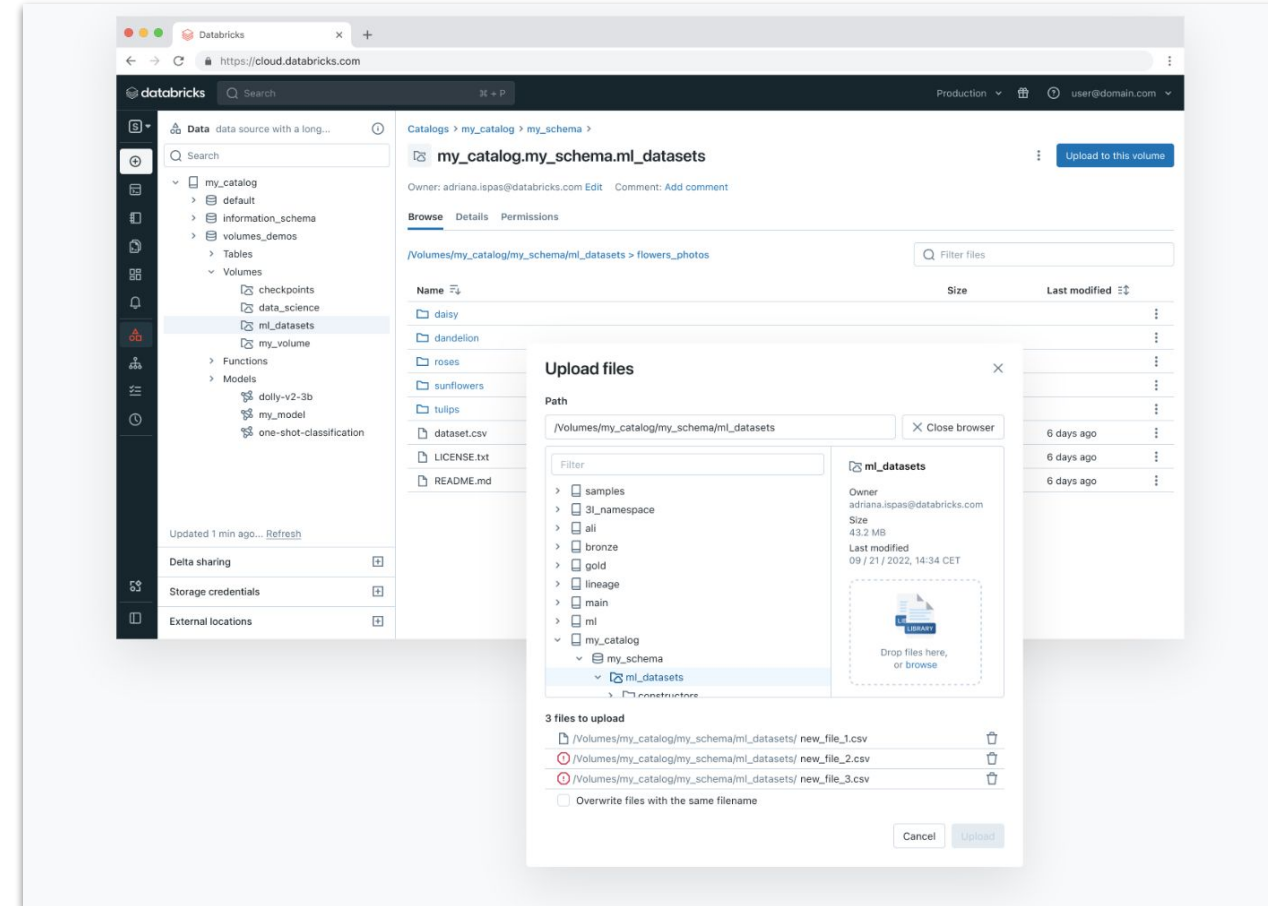 Databricks
https://cloud.databricks.com
databricks Search ⌘ + P Production user@domain.com
S
Data data source with a long...
Search
my_catalog
default
information_schema
volumes_demos
Tables
Volumes
checkpoints
data_science
ml_datasets
my_volume
Functions
Models
dolly-v2-3b
my_model
one-shot-classification
Updated 1 min ago... Refresh
Delta sharing
Storage credentials
External locations
Catalogs > my_catalog > my_schema >
my_catalog.my_schema.ml_datasets
Upload to this volume
Owner: adriana.ispas@databricks.com Edit Comment: Add comment
Browse Details Permissions
/Volumes/my_catalog/my_schema/ml_datasets > flowers_photos
Filter files
Name Size Last modified
daisy
dandelion
roses
sunflowers
tulips
dataset.csv 6 days ago
LICENSE.txt 6 days ago
README.md 6 days ago
Upload files
Path
/Volumes/my_catalog/my_schema/ml_datasets
Close browser
Filter
samples
3l_namespace
ali
bronze
gold
lineage
main
ml
my_catalog
my_schema
ml_datasets
constructors
ml_datasets
Owner
adriana.ispas@databricks.com
Size
43.2 MB
Last modified
09 / 21 / 2022, 14:34 CET
LIBRARY
Drop files here,
or browse
3 files to upload
/Volumes/my_catalog/my_schema/ml_datasets/ new_file_1.csv
/Volumes/my_catalog/my_schema/ml_datasets/ new_file_2.csv
/Volumes/my_catalog/my_schema/ml_datasets/ new_file_3.csv
Overwrite files with the same filename
Cancel Upload